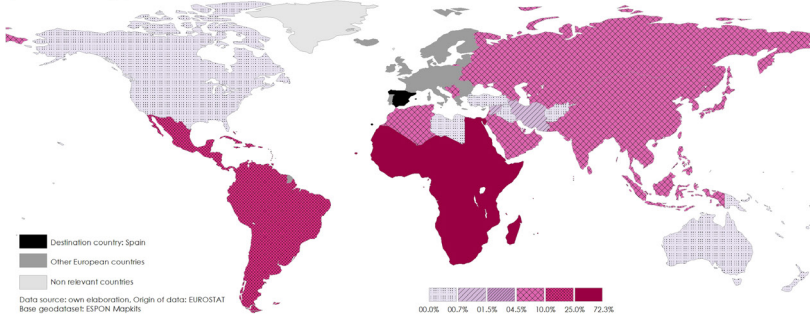 Destination country: Spain
Other European countries
Non relevant countries
Data source: own elaboration, Origin of data: EUROSTAT
Base geodataset: ESPON Mapkits
00.0% 00.7% 01.5% 04.5% 10.0% 25.0% 72.3%